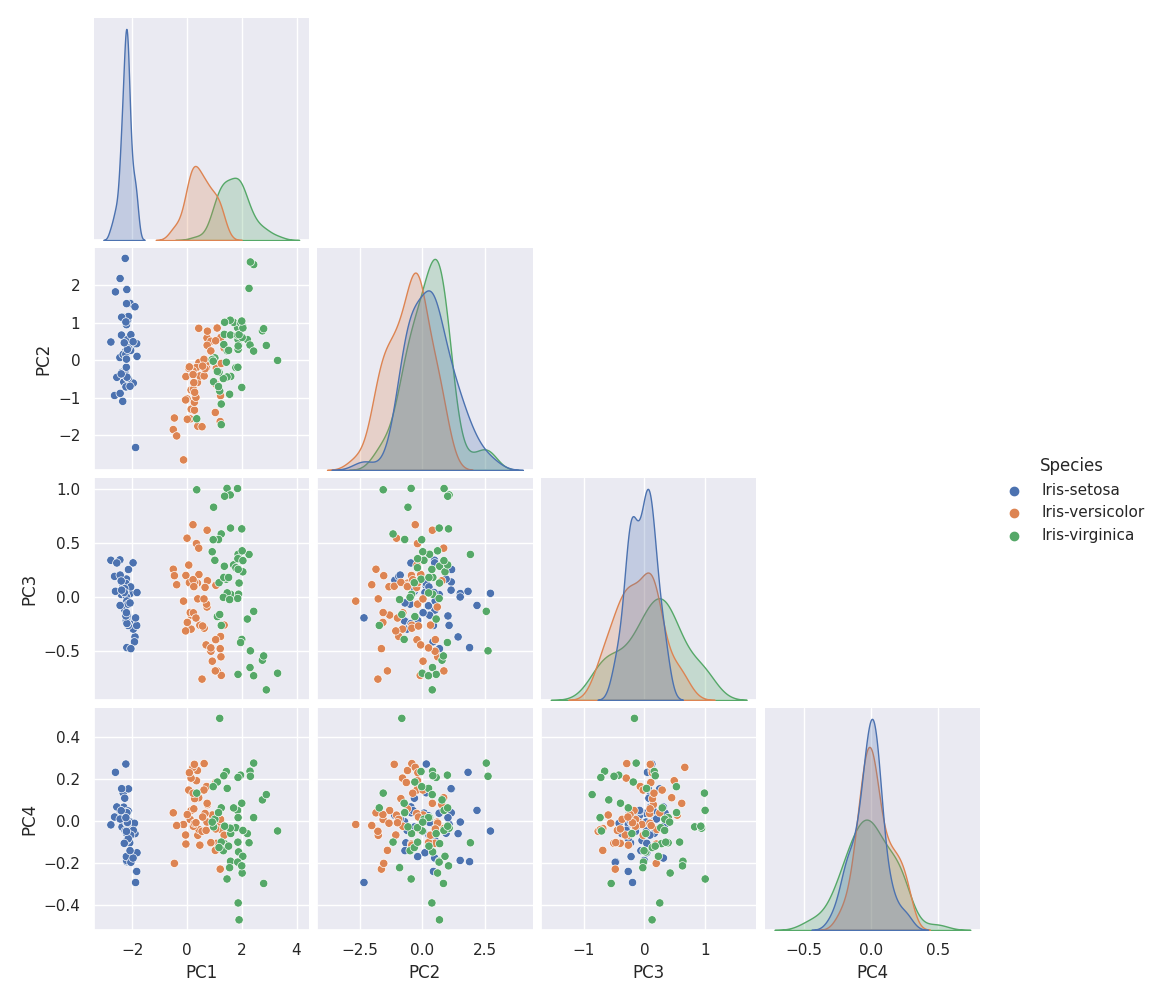 PC2
2
1
0
−1
−2
PC3
1.0
0.5
0.0
−0.5
PC4
0.4
0.2
0.0
−0.2
−0.4
−2 0 2 4
PC1
−2.5 0.0 2.5
PC2
−1 0 1
PC3
−0.5 0.0 0.5
PC4
Species
Iris-setosa
Iris-versicolor
Iris-virginica